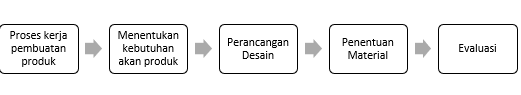 Proses kerja
pembuatan
produk
Menentukan
kebutuhan
akan produk
Perancangan
Desain
Penentuan
Material
Evaluasi